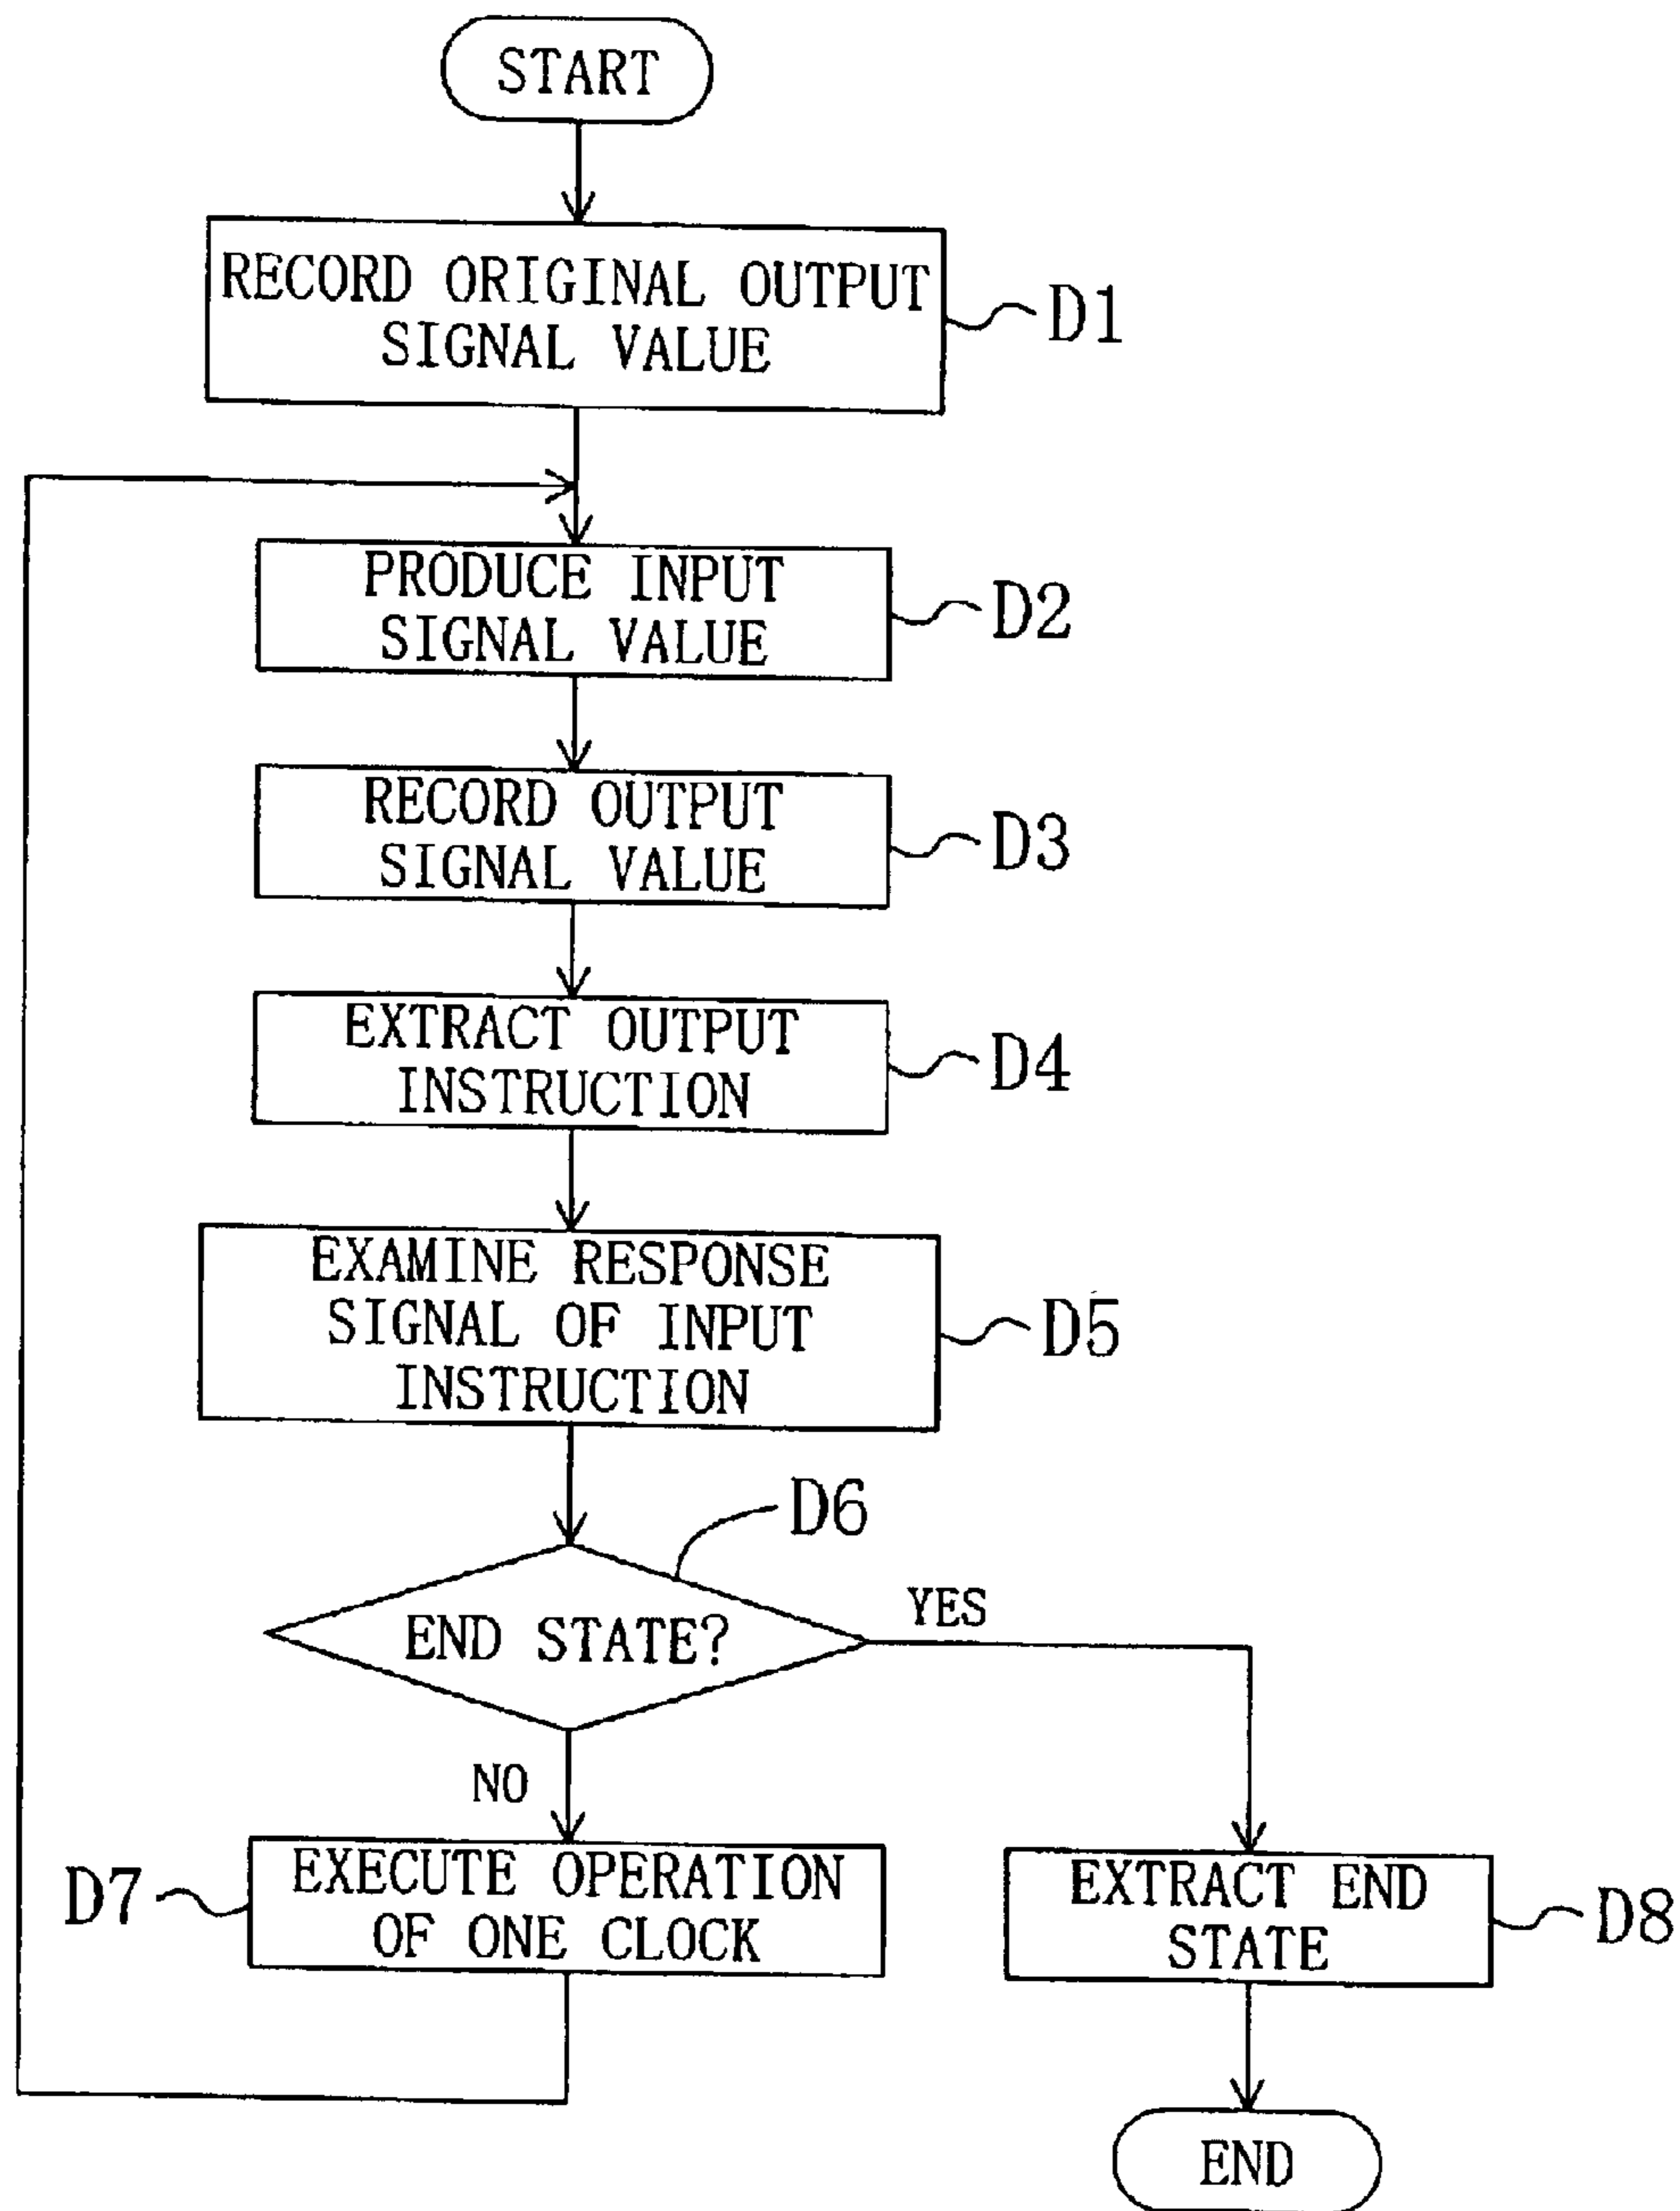 START
RECORD ORIGINAL OUTPUT
SIGNAL VALUE
D1
PRODUCE INPUT
SIGNAL VALUE
D2
RECORD OUTPUT
SIGNAL VALUE
D3
EXTRACT OUTPUT
INSTRUCTION
D4
EXAMINE RESPONSE
SIGNAL OF INPUT
INSTRUCTION
D5
D6
END STATE?
YES
NO
D7
EXECUTE OPERATION
OF ONE CLOCK
EXTRACT END
STATE
D8
END